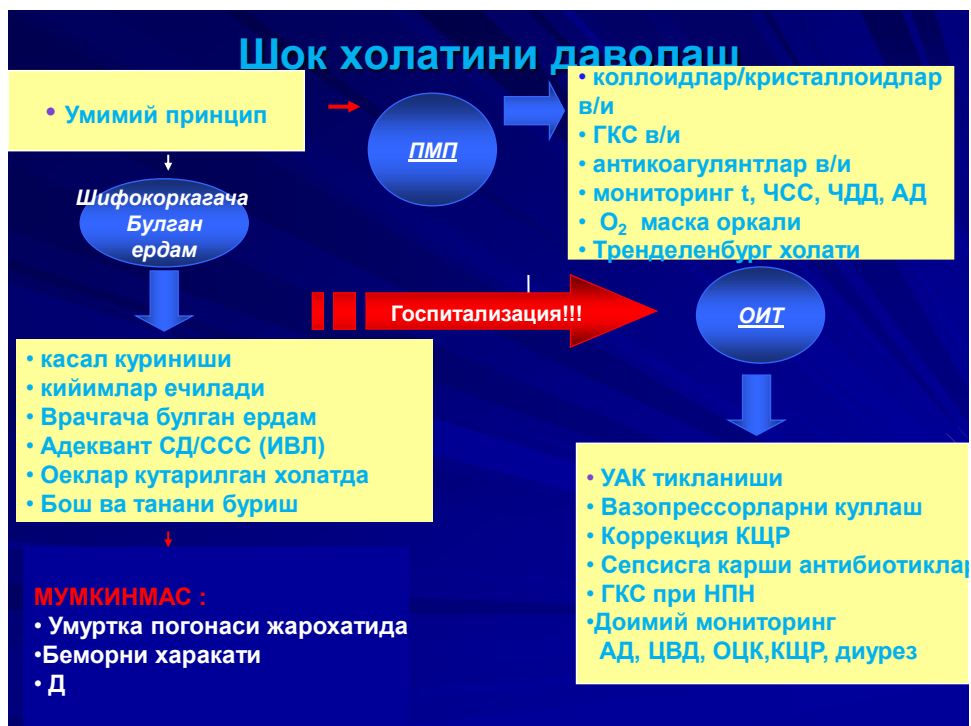 Шок холатини даволаш
• Умимий принцип
Шифокоркагача
Булган
ердам
ПМП
• коллоидлар/кристаллоидлар
в/и
• ГКС в/и
• антикоагулянтлар в/и
• мониторинг t, ЧСС, ЧДД, АД
• O₂ маска оркали
• Тренделенбург холати
Госпитализация!!!
ОИТ
• касал куриниши
• кийимлар ечилади
• Врачгача булган ердам
• Адеквант СД/ССС (ИВЛ)
• Оеклар кутарилган холатда
• Бош ва танани буриш
МУМКИНМАС :
• Умуртка погонаси жарохатида
•Беморни харакати
• Д
• УАК тикланиши
• Вазопрессорларни куллаш
• Коррекция КЩР
• Сепсисга карши антибиотиклар
• ГКС при НПН
•Доимий мониторинг
АД, ЦВД, ОЦК,КЩР, диурез